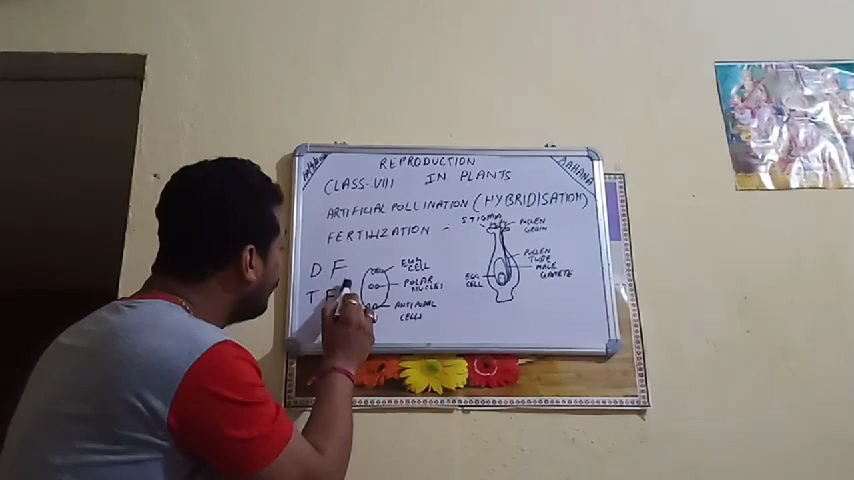 REPRODUCTION
IN PLANTS
CLASS-VIII
AAHANA
ARTIFICIAL POLLINATION (HYBRIDISATION)
FERTILIZATION :-
STIGMA
POLLEN
GRAIN
POLLEN
TUBE
MALE
GAMETE
EGG
CELL
D F
T F
EGG
CELL
POLAR
NUCLEI
ANTIPODAL
CELLS